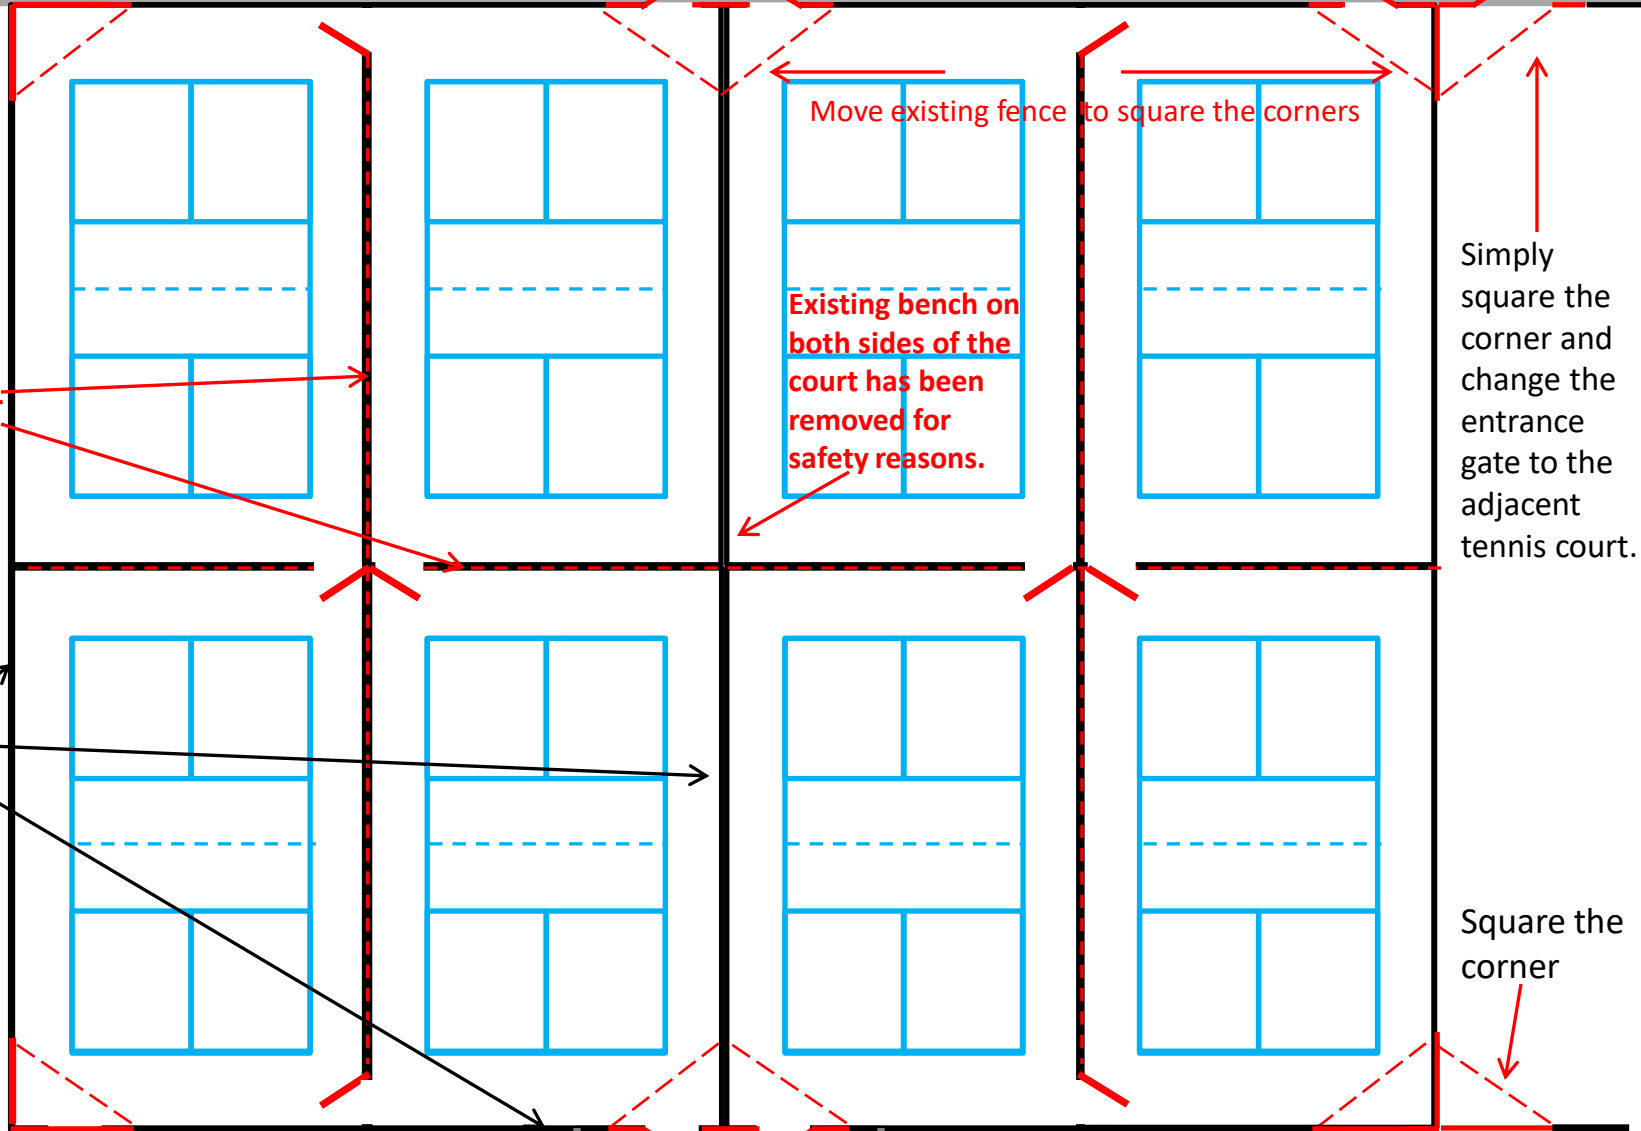 Move existing fence  to square the corners
Existing bench on
both sides of the
court has been
removed for
safety reasons.
Simply
square the
corner and
change the
entrance
gate to the
adjacent
tennis court.
Square the
corner